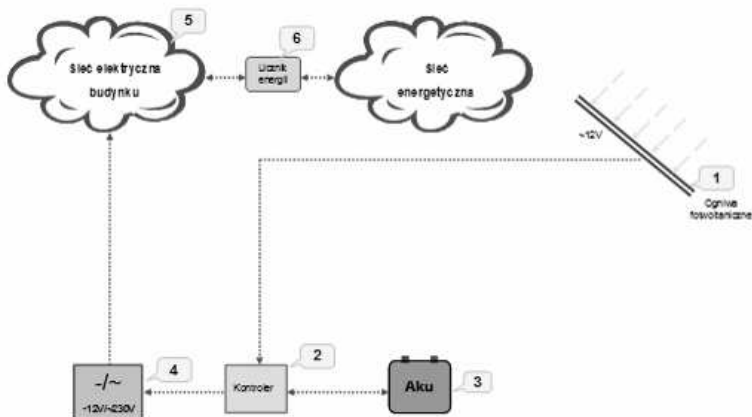 5
6
Sieć elektryczna
budynku
Licznik
energii
Sieć
energetyczna
~12V
1
Ogniwa
fotowoltaniczne
2
4
3
-/~
Kontroler
Aku
~12V/~230V